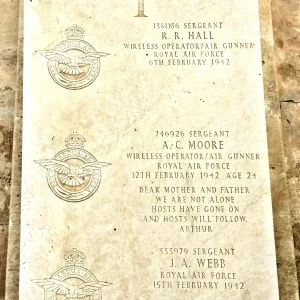 1381156 SERGEANT
R. R. HALL
WIRELESS OPERATOR/AIR GUNNER
ROYAL AIR FORCE
6TH FEBRUARY 1942
746926 SERGEANT
A. C. MOORE
WIRELESS OPERATOR/AIR GUNNER
ROYAL AIR FORCE
12TH FEBRUARY 1942 AGE 24
DEAR MOTHER AND FATHER
WE ARE NOT ALONE
HOSTS HAVE GONE ON
AND HOSTS WILL FOLLOW.
ARTHUR
333979 SERGEANT
J. A. WEBB
ROYAL AIR FORCE
15TH FEBRUARY 1942